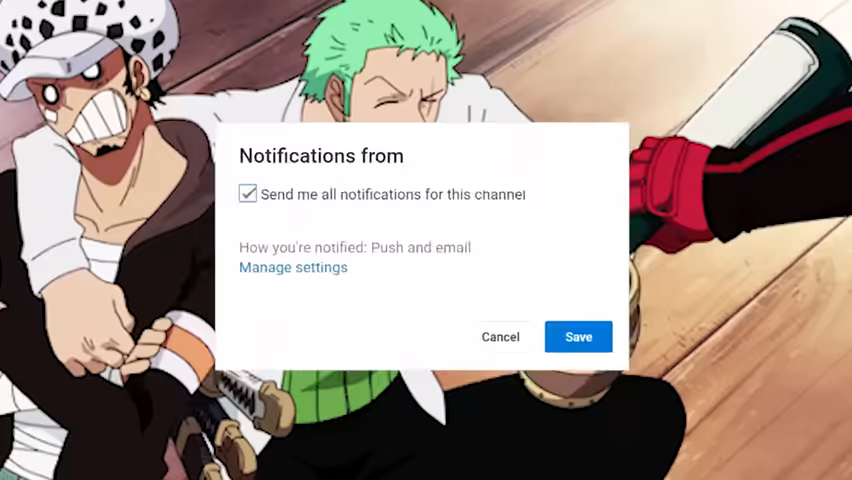 Notifications from
Send me all notifications for this channel
How you're notified: Push and email
Manage settings
Cancel Save